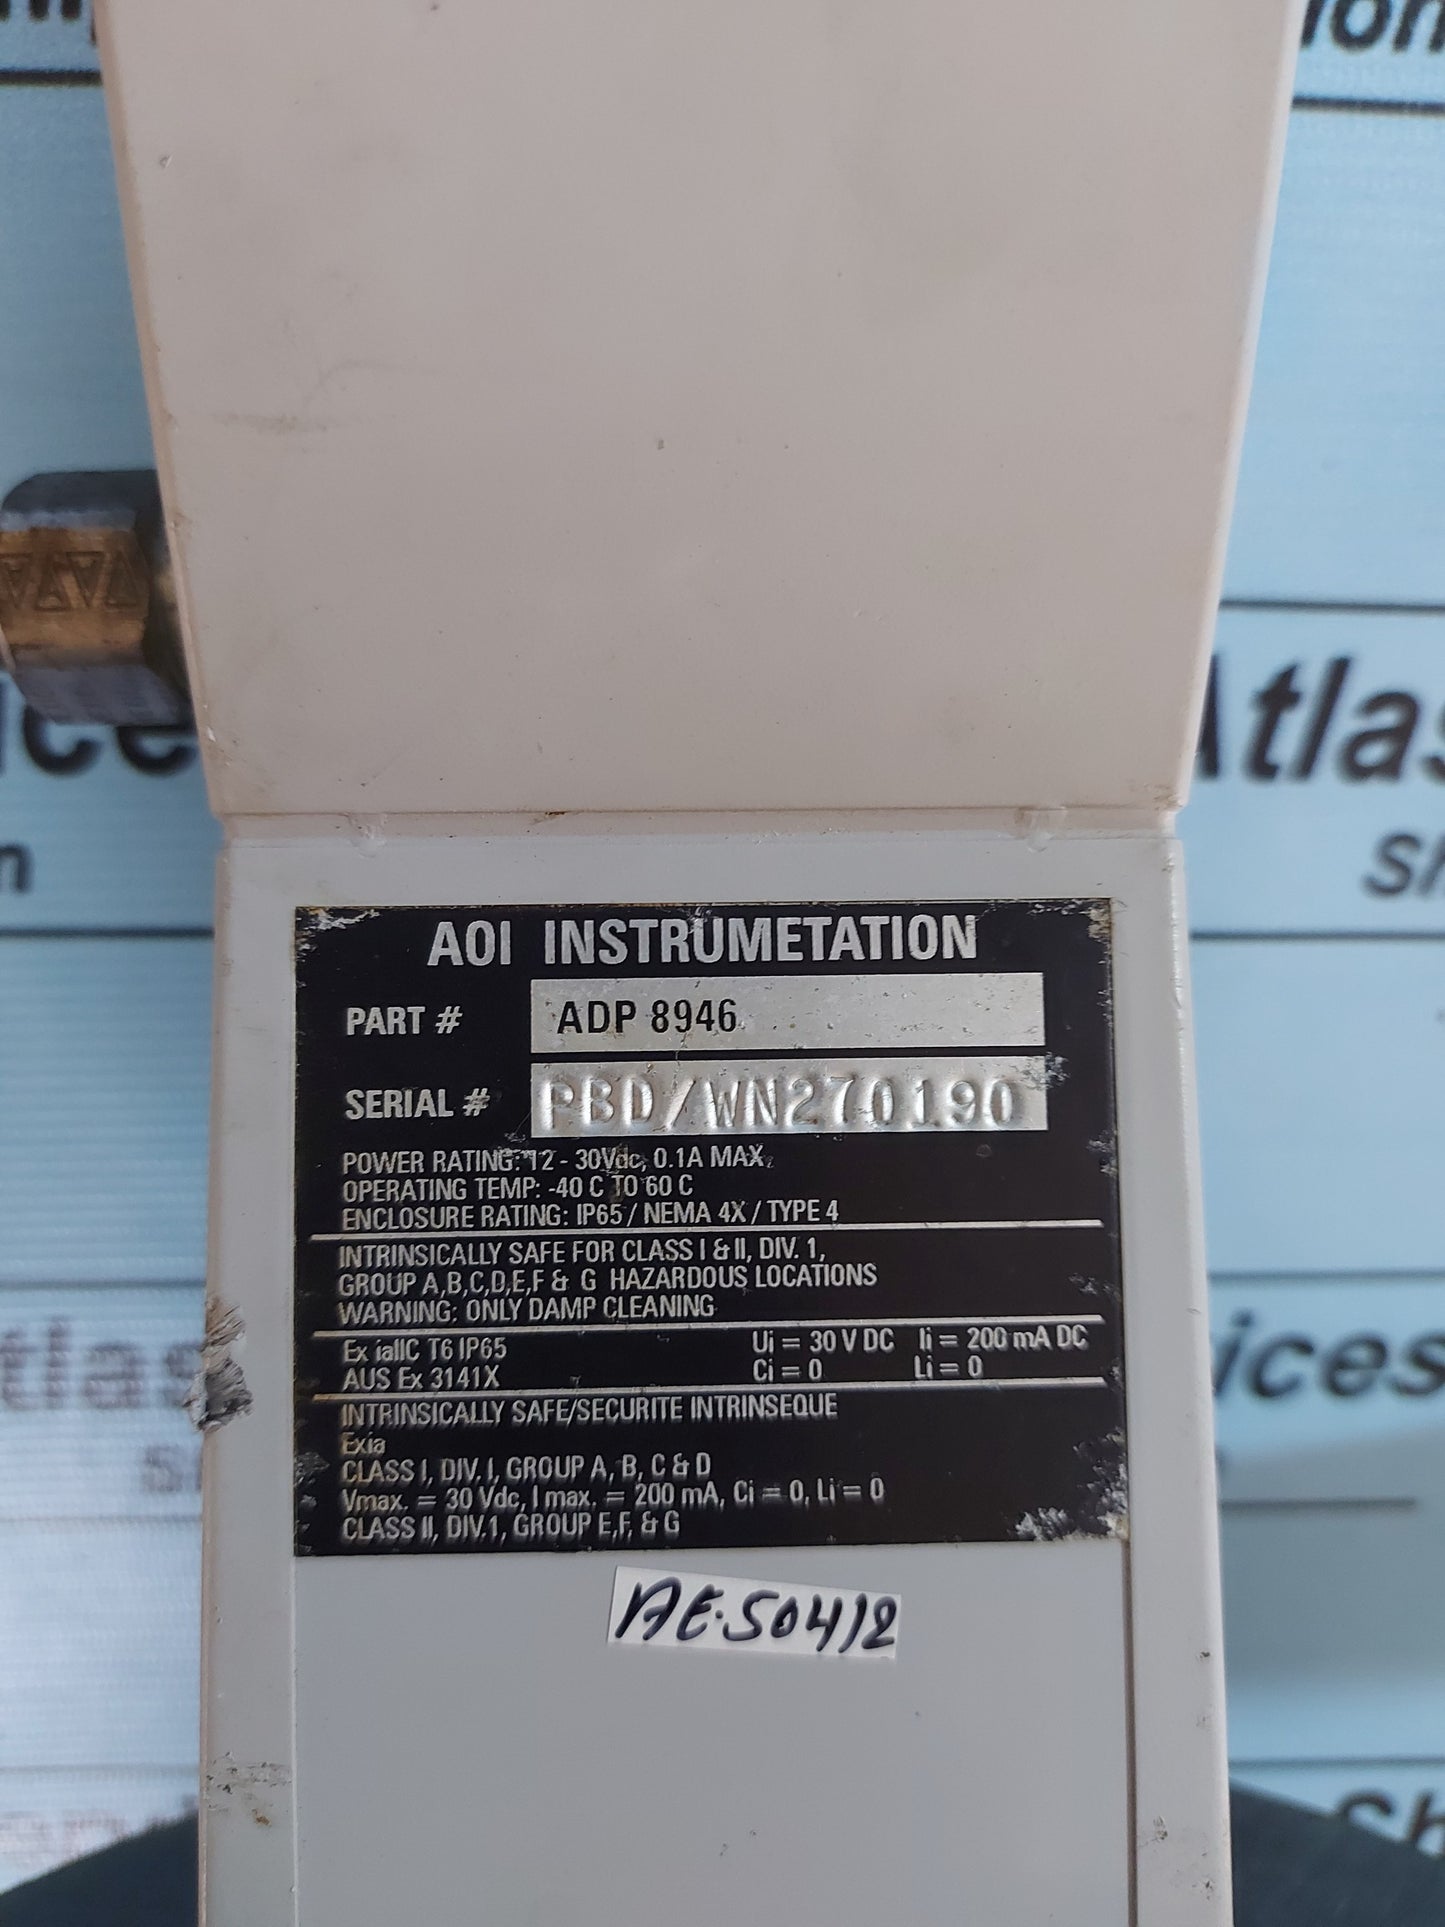 AOI INSTRUMETATION
PART # ADP 8946
SERIAL # PBD/WN270190
POWER RATING: 12 - 30Vdc, 0.1A MAX.
OPERATING TEMP: -40 C TO 60 C
ENCLOSURE RATING: IP65 / NEMA 4X / TYPE 4
INTRINSICALLY SAFE FOR CLASS I & II, DIV. 1,
GROUP A,B,C,D,E,F & G HAZARDOUS LOCATIONS
WARNING: ONLY DAMP CLEANING
Ex iaIIC T6 IP65 Ui = 30 V DC Ii = 200 mA DC
AUS Ex 3141X Ci = 0 Li = 0
INTRINSICALLY SAFE/SECURITE INTRINSEQUE
Exia
CLASS I, DIV. I, GROUP A, B, C & D
Vmax. = 30 Vdc, I max. = 200 mA, Ci = 0, Li = 0
CLASS II, DIV.1, GROUP E,F, & G
AE-50412
Atlas